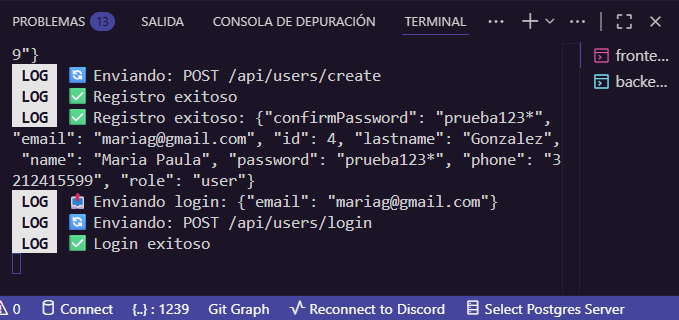 PROBLEMAS 13 SALIDA CONSOLA DE DEPURACIÓN TERMINAL
9"}
LOG 🔄 Enviando: POST /api/users/create
LOG ✅ Registro exitoso
LOG ✅ Registro exitoso: {"confirmPassword": "prueba123*",
"email": "mariag@gmail.com", "id": 4, "lastname": "Gonzalez",
"name": "Maria Paula", "password": "prueba123*", "phone": "3
212415599", "role": "user"}
LOG 📤 Enviando login: {"email": "mariag@gmail.com"}
LOG 🔄 Enviando: POST /api/users/login
LOG ✅ Login exitoso
fronte...
backe...
0 Connect {..} : 1239 Git Graph Reconnect to Discord Select Postgres Server